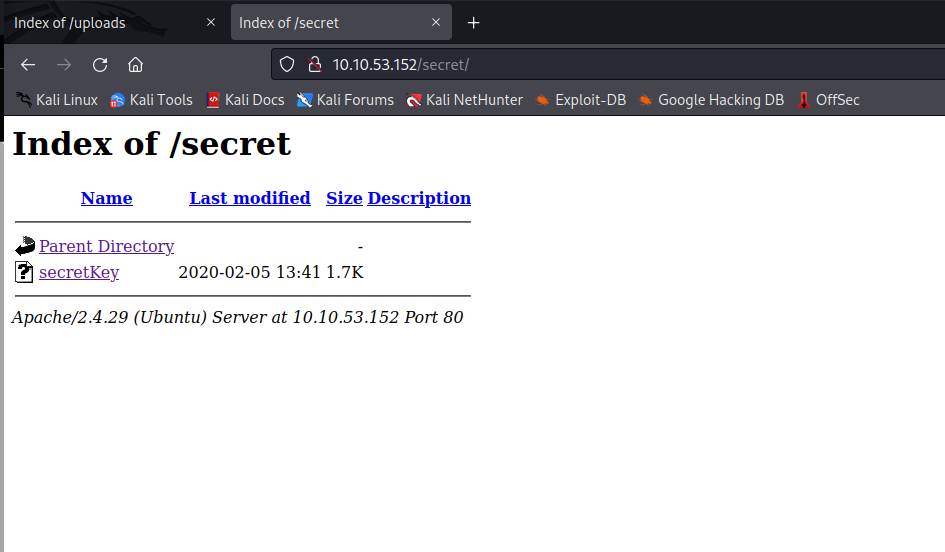 Index of /uploads Index of /secret
10.10.53.152/secret/
Kali Linux Kali Tools Kali Docs Kali Forums Kali NetHunter Exploit-DB Google Hacking DB OffSec
Index of /secret
Name Last modified Size Description
Parent Directory -
secretKey 2020-02-05 13:41 1.7K
Apache/2.4.29 (Ubuntu) Server at 10.10.53.152 Port 80